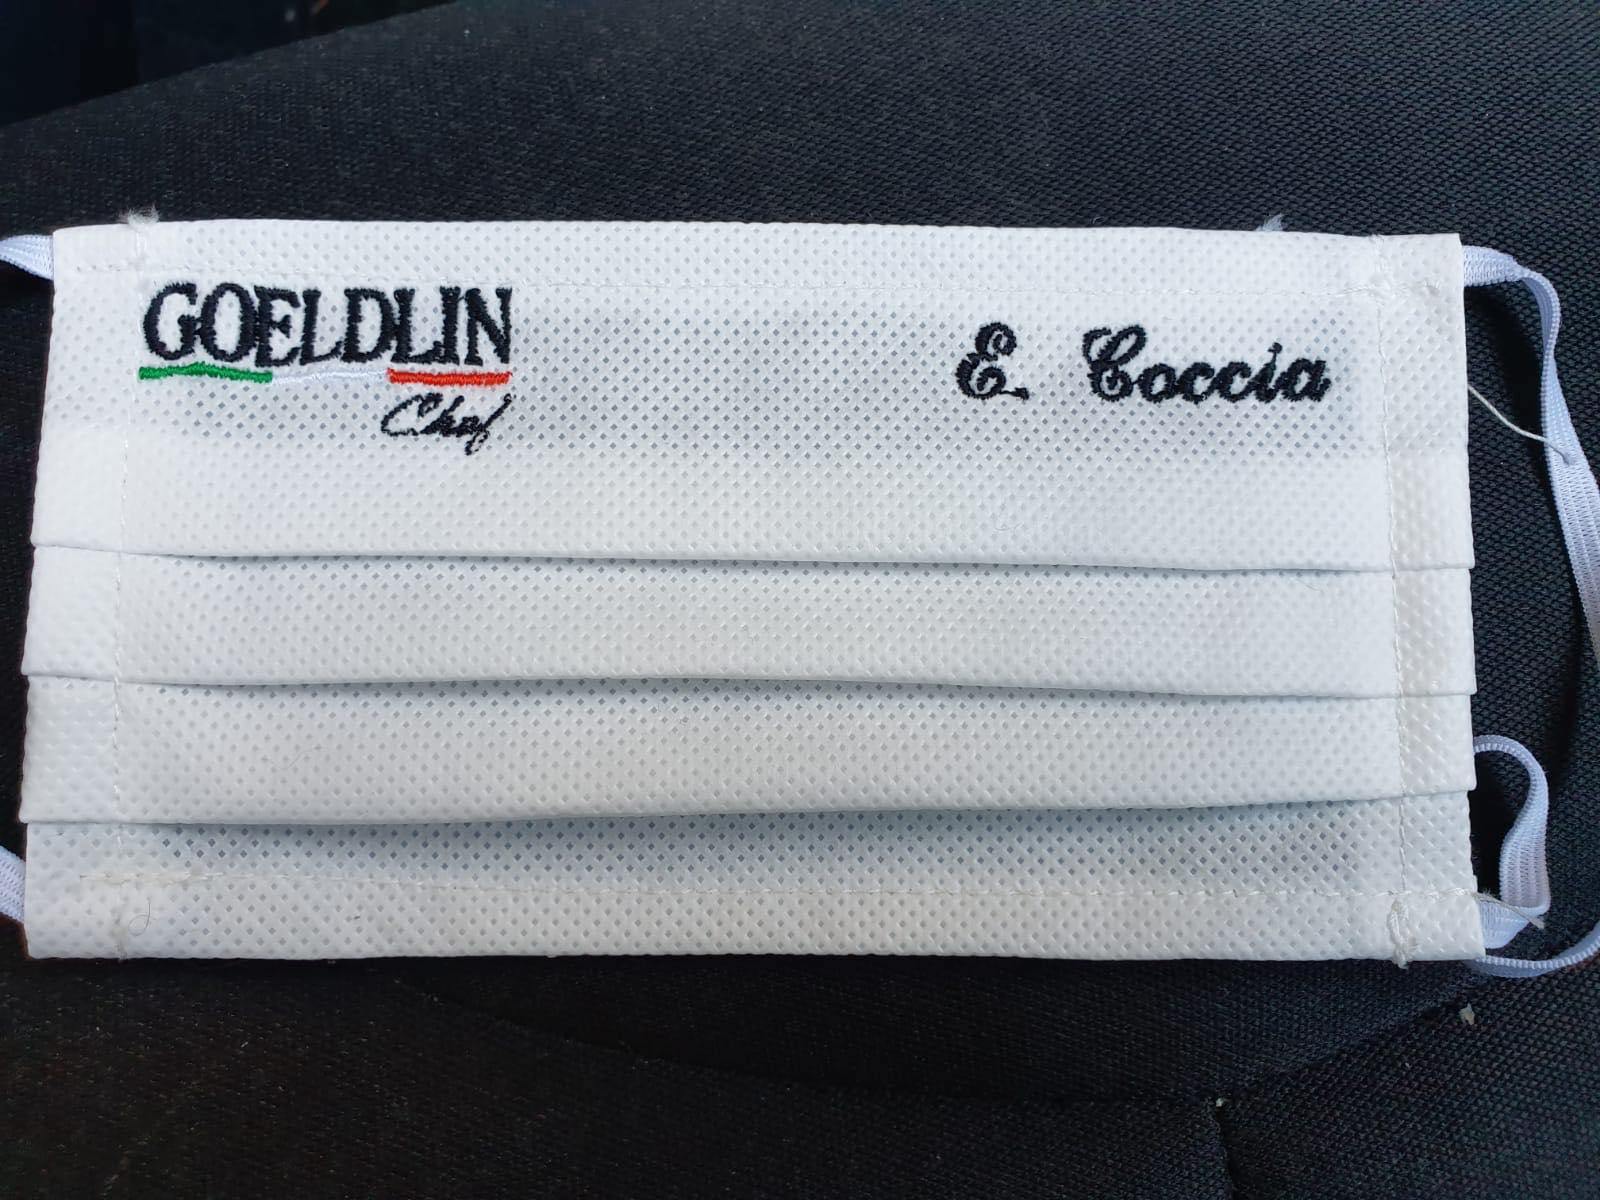 GOELDLIN
Chef
E. Coccia